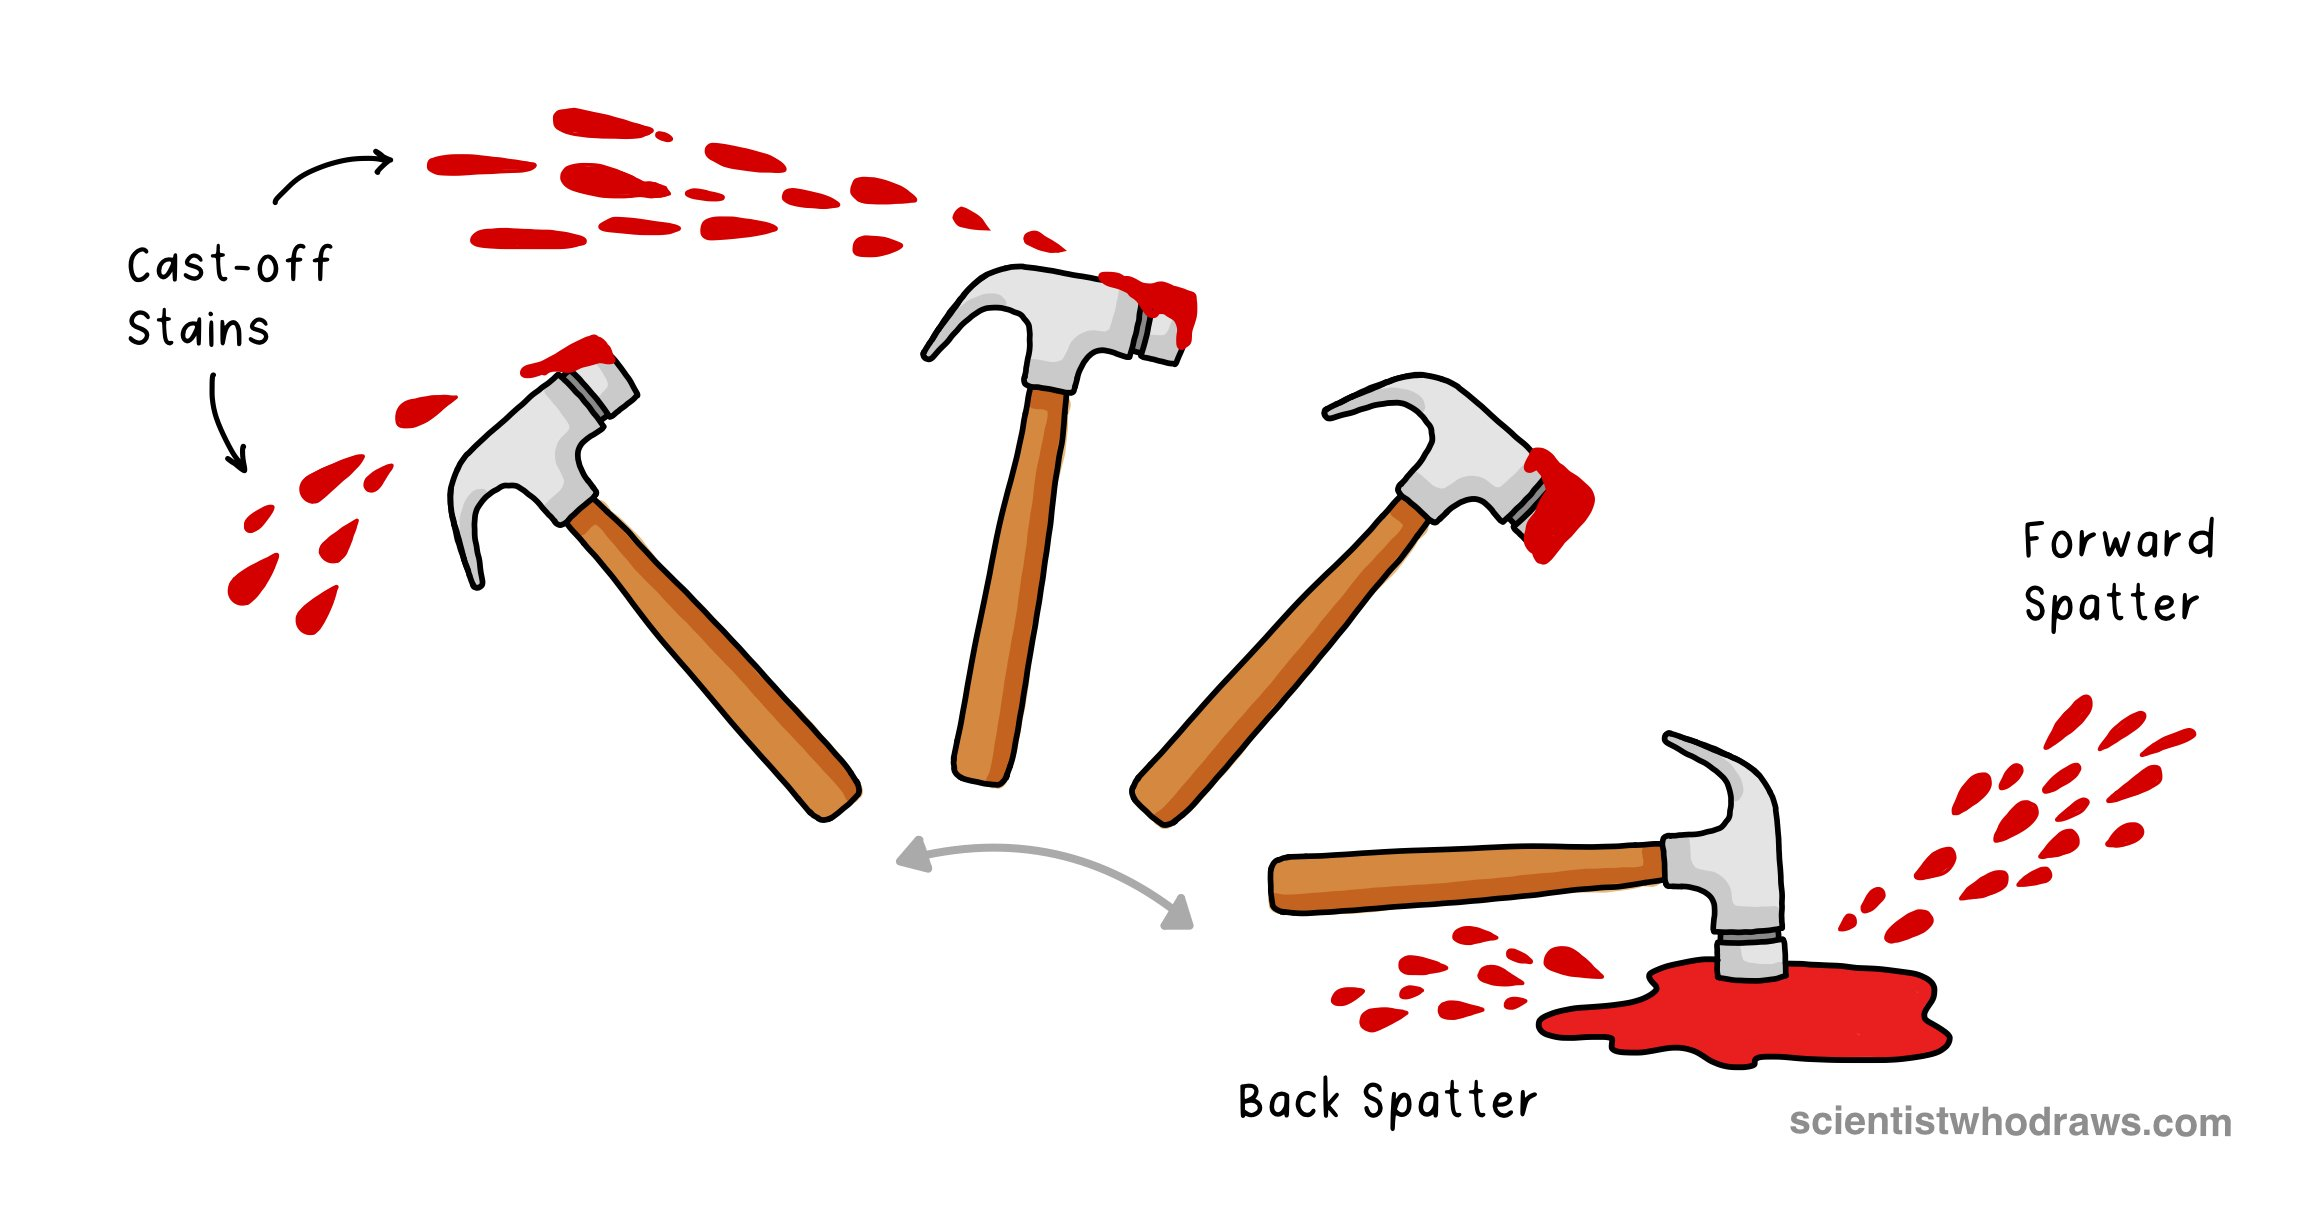 Cast-off
Stains
Forward
Spatter
Back Spatter
scientistwhodraws.com